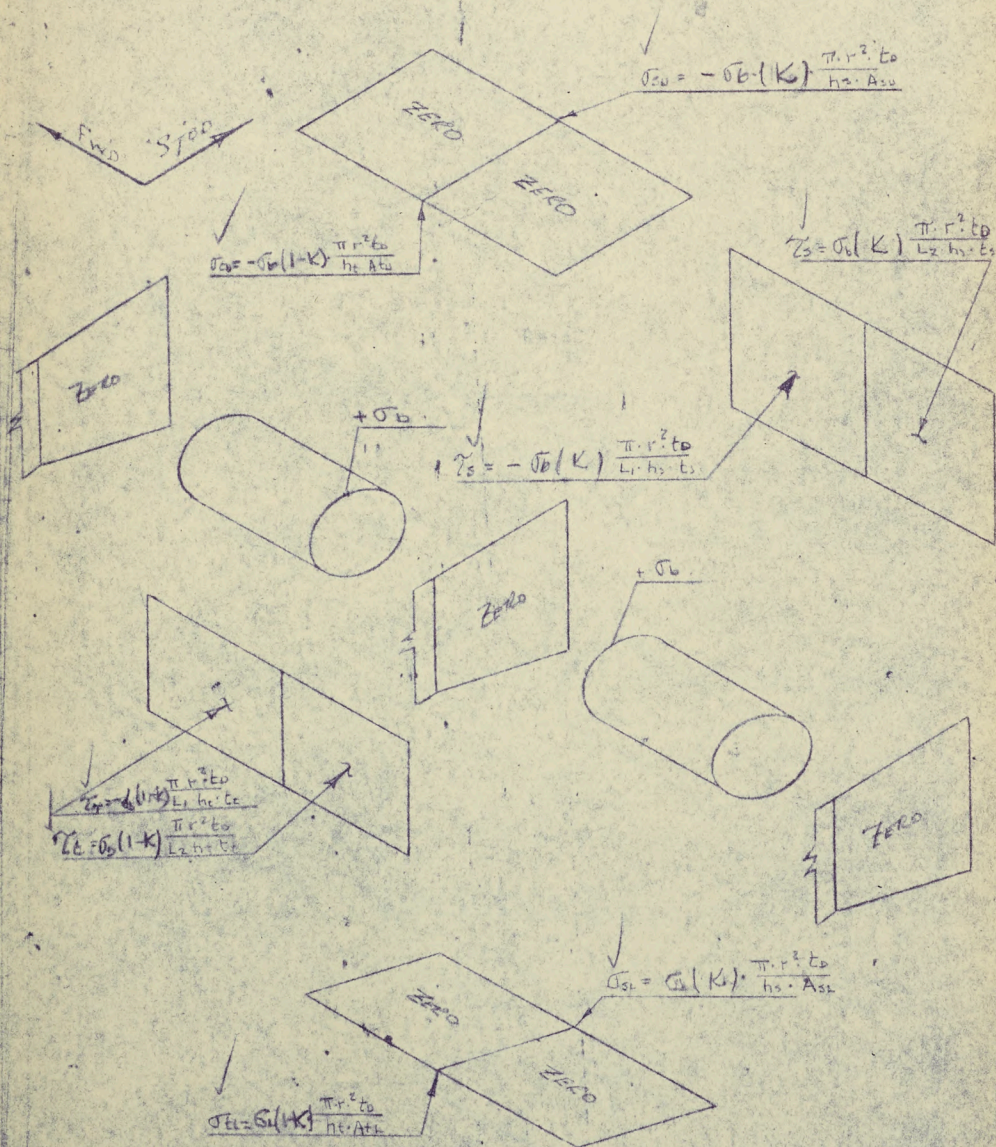 ZERO
ZERO
FWD
STBD
σsu = - σb·(K) π·r²·tD / hs·Asu
σtu = -σb(1-K) π r² tD / ht Atu
τs = σb(K) π·r²·tD / L2·hs·ts
ZERO
+σb
τs = - σb(K) π·r²·tD / L1·hs·ts
ZERO
+σb
τt = -σb(1-K) π r² tD / L1 ht tt
τt = σb(1-K) π r² tD / L2 ht tt
ZERO
ZERO
σsL = σb(K)· π·r²·tD / hs·AsL
ZERO
σtL = σb(1-K) π·r²·tD / ht·AtL